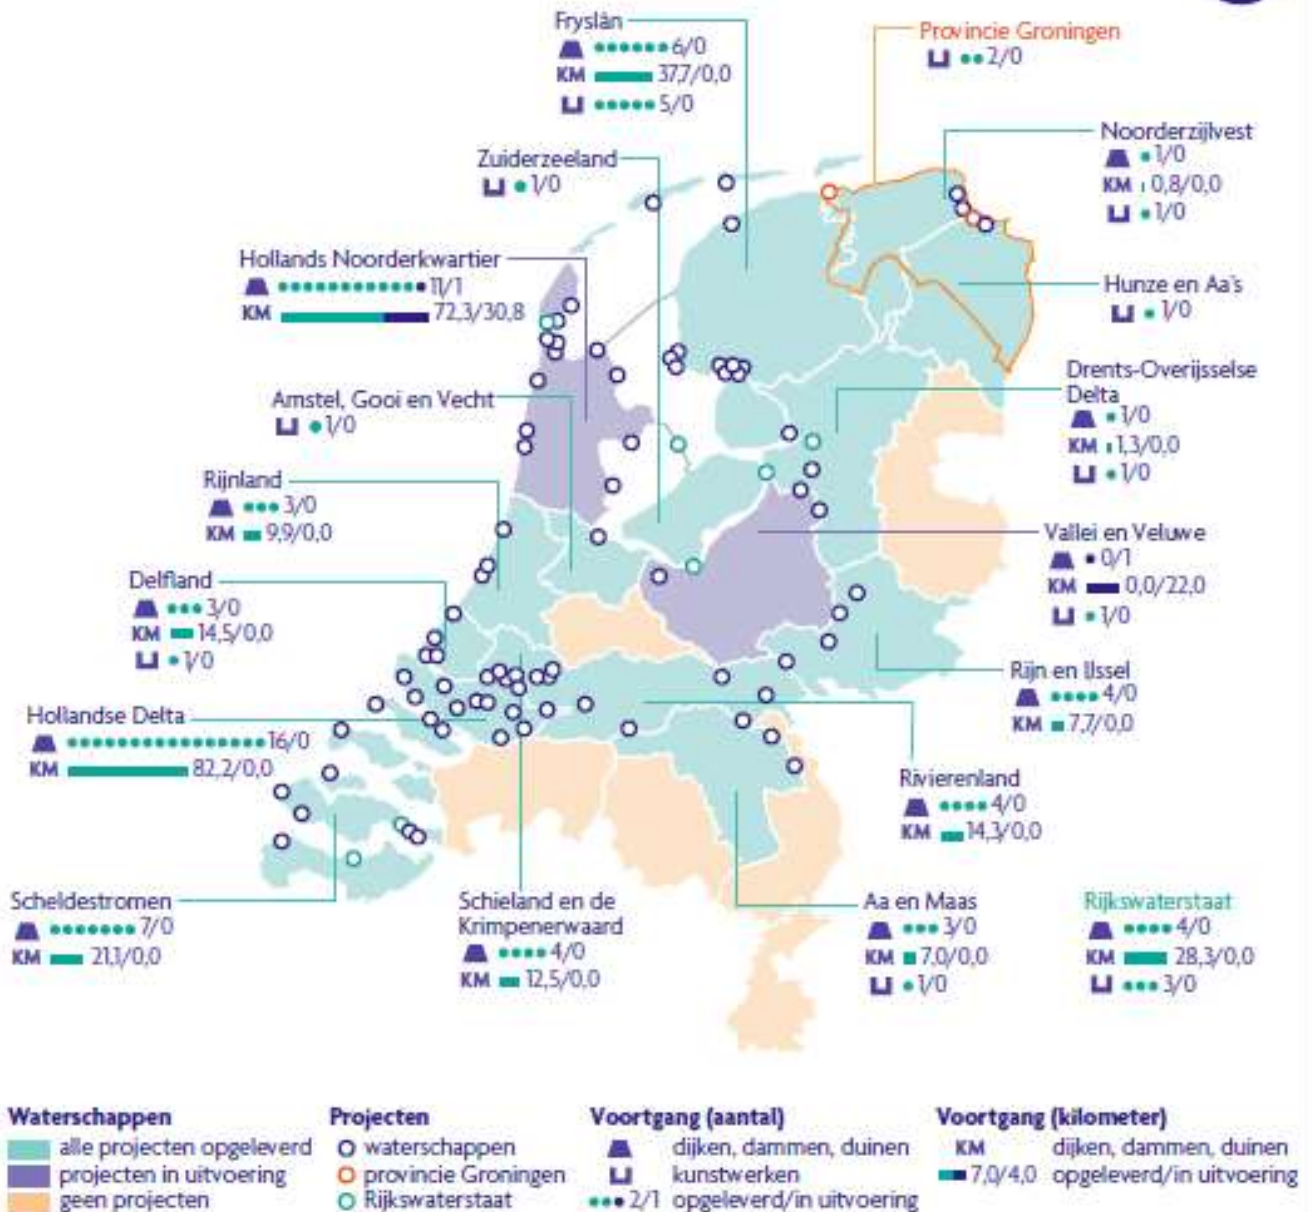 Fryslân
6/0
KM 37,7/0,0
5/0
Provincie Groningen
2/0
Noorderzijlvest
1/0
KM 0,8/0,0
1/0
Zuiderzeeland
1/0
Hollands Noorderkwartier
11/1
KM 72,3/30,8
Hunze en Aa's
1/0
Drents-Overijsselse
Delta
1/0
KM 1,3/0,0
1/0
Amstel, Gooi en Vecht
1/0
Rijnland
3/0
KM 9,9/0,0
Vallei en Veluwe
0/1
KM 0,0/22,0
1/0
Delfland
3/0
KM 14,5/0,0
1/0
Rijn en IJssel
4/0
KM 7,7/0,0
Hollandse Delta
16/0
KM 82,2/0,0
Rivierenland
4/0
KM 14,3/0,0
Scheldestromen
7/0
KM 21,1/0,0
Schieland en de
Krimpenerwaard
4/0
KM 12,5/0,0
Aa en Maas
3/0
KM 7,0/0,0
1/0
Rijkswaterstaat
4/0
KM 28,3/0,0
3/0
Waterschappen
alle projecten opgeleverd
projecten in uitvoering
geen projecten
Projecten
waterschappen
provincie Groningen
Rijkswaterstaat
Voortgang (aantal)
dijken, dammen, duinen
kunstwerken
2/1 opgeleverd/in uitvoering
Voortgang (kilometer)
KM dijken, dammen, duinen
7,0/4,0 opgeleverd/in uitvoering